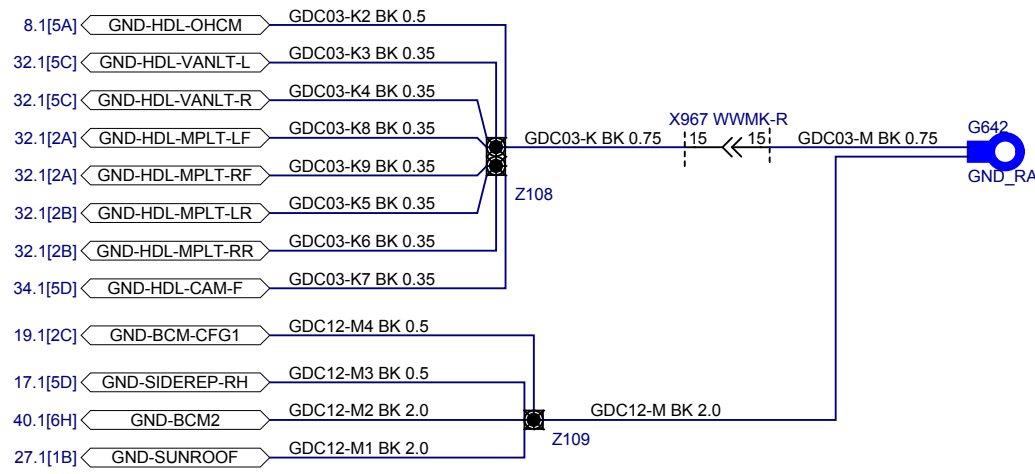 8.1[5A] GND-HDL-OHCM GDC03-K2 BK 0.5
32.1[5C] GND-HDL-VANLT-L GDC03-K3 BK 0.35
32.1[5C] GND-HDL-VANLT-R GDC03-K4 BK 0.35
X967 WWMK-R
32.1[2A] GND-HDL-MPLT-LF GDC03-K8 BK 0.35
GDC03-K BK 0.75 15 15 GDC03-M BK 0.75 G642
32.1[2A] GND-HDL-MPLT-RF GDC03-K9 BK 0.35
GND_RA
Z108
32.1[2B] GND-HDL-MPLT-LR GDC03-K5 BK 0.35
32.1[2B] GND-HDL-MPLT-RR GDC03-K6 BK 0.35
34.1[5D] GND-HDL-CAM-F GDC03-K7 BK 0.35
19.1[2C] GND-BCM-CFG1 GDC12-M4 BK 0.5
17.1[5D] GND-SIDEREP-RH GDC12-M3 BK 0.5
40.1[6H] GND-BCM2 GDC12-M2 BK 2.0 GDC12-M BK 2.0
Z109
27.1[1B] GND-SUNROOF GDC12-M1 BK 2.0